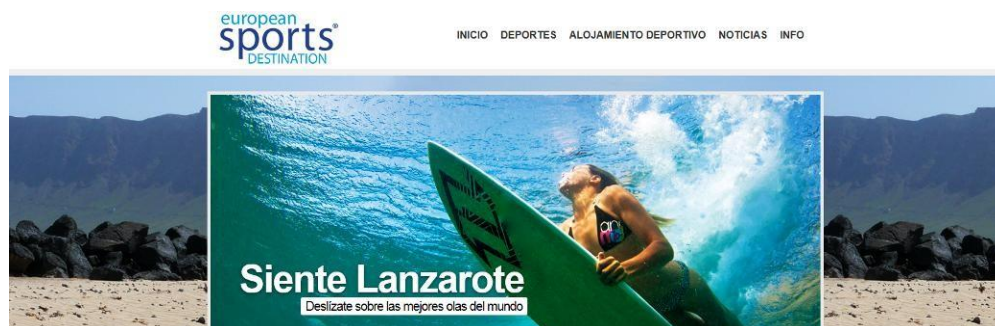 european
sports®
DESTINATION
INICIO DEPORTES ALOJAMIENTO DEPORTIVO NOTICIAS INFO
Siente Lanzarote
Deslízate sobre las mejores olas del mundo